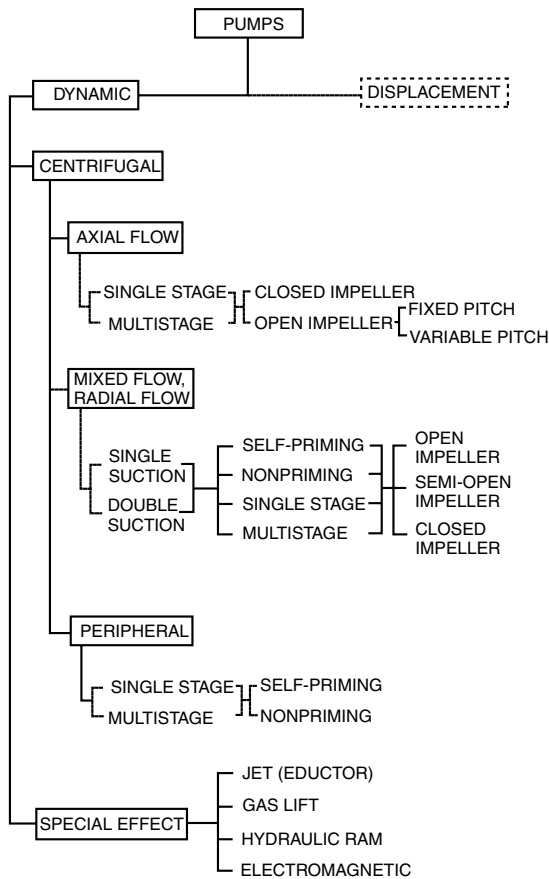 PUMPS
DYNAMIC
DISPLACEMENT
CENTRIFUGAL
AXIAL FLOW
SINGLE STAGE
MULTISTAGE
CLOSED IMPELLER
OPEN IMPELLER
FIXED PITCH
VARIABLE PITCH
MIXED FLOW,
RADIAL FLOW
SINGLE
SUCTION
DOUBLE
SUCTION
SELF-PRIMING
NONPRIMING
SINGLE STAGE
MULTISTAGE
OPEN
IMPELLER
SEMI-OPEN
IMPELLER
CLOSED
IMPELLER
PERIPHERAL
SINGLE STAGE
MULTISTAGE
SELF-PRIMING
NONPRIMING
SPECIAL EFFECT
JET (EDUCTOR)
GAS LIFT
HYDRAULIC RAM
ELECTROMAGNETIC